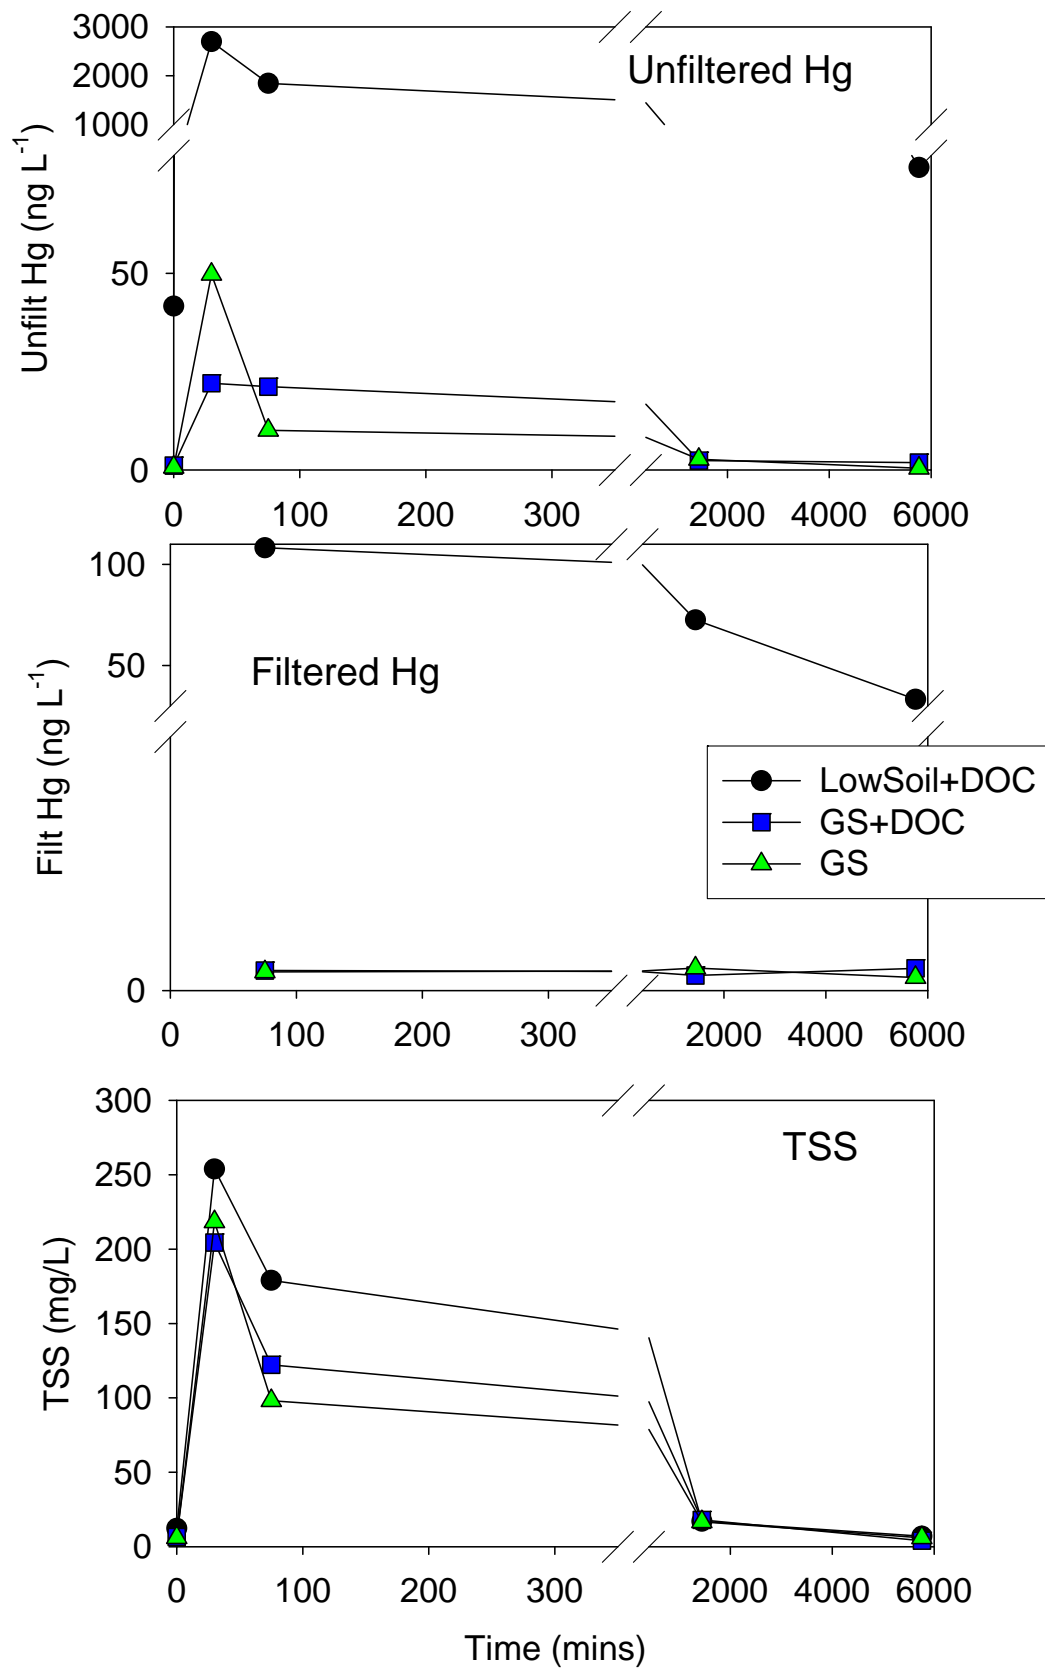 3000
Unfiltered Hg
2000
1000
Unfilt Hg (ng L⁻¹)
50
0
0 100 200 300 2000 4000 6000
100
Filtered Hg
50
Filt Hg (ng L⁻¹)
LowSoil+DOC
GS+DOC
GS
0
0 100 200 300 2000 4000 6000
300
TSS
250
200
TSS (mg/L)
150
100
50
0
0 100 200 300 2000 4000 6000
Time (mins)